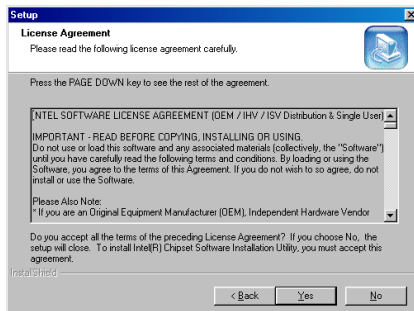 Setup
License Agreement
Please read the following license agreement carefully.
Press the PAGE DOWN key to see the rest of the agreement.
INTEL SOFTWARE LICENSE AGREEMENT (OEM / IHV / ISV Distribution & Single User)
IMPORTANT - READ BEFORE COPYING, INSTALLING OR USING.
Do not use or load this software and any associated materials (collectively, the "Software")
until you have carefully read the following terms and conditions. By loading or using the
Software, you agree to the terms of this Agreement. If you do not wish to so agree, do not
install or use the Software.
Please Also Note:
* If you are an Original Equipment Manufacturer (OEM), Independent Hardware Vendor
Do you accept all the terms of the preceding License Agreement? If you choose No, the
setup will close. To install Intel(R) Chipset Software Installation Utility, you must accept this
agreement.
InstallShield
< Back Yes No